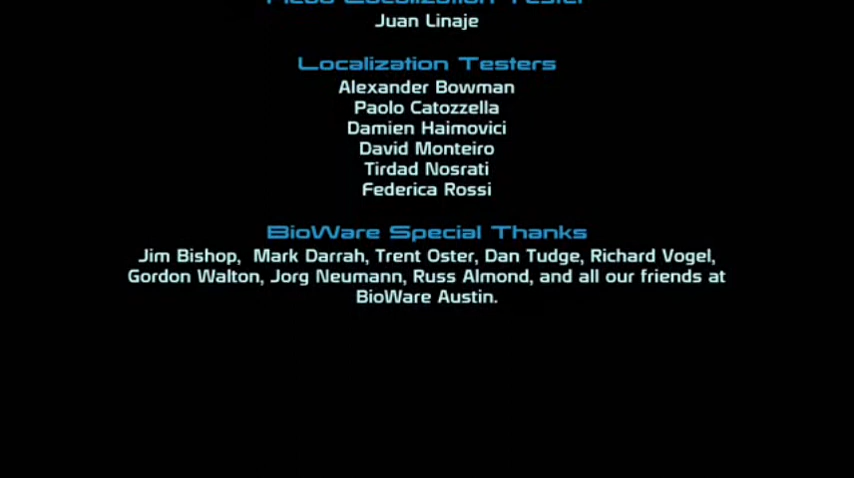 Localization Tester
Juan Linaje
Localization Testers
Alexander Bowman
Paolo Catozzella
Damien Haimovici
David Monteiro
Tirdad Nosrati
Federica Rossi
BioWare Special Thanks
Jim Bishop, Mark Darrah, Trent Oster, Dan Tudge, Richard Vogel,
Gordon Walton, Jorg Neumann, Russ Almond, and all our friends at
BioWare Austin.